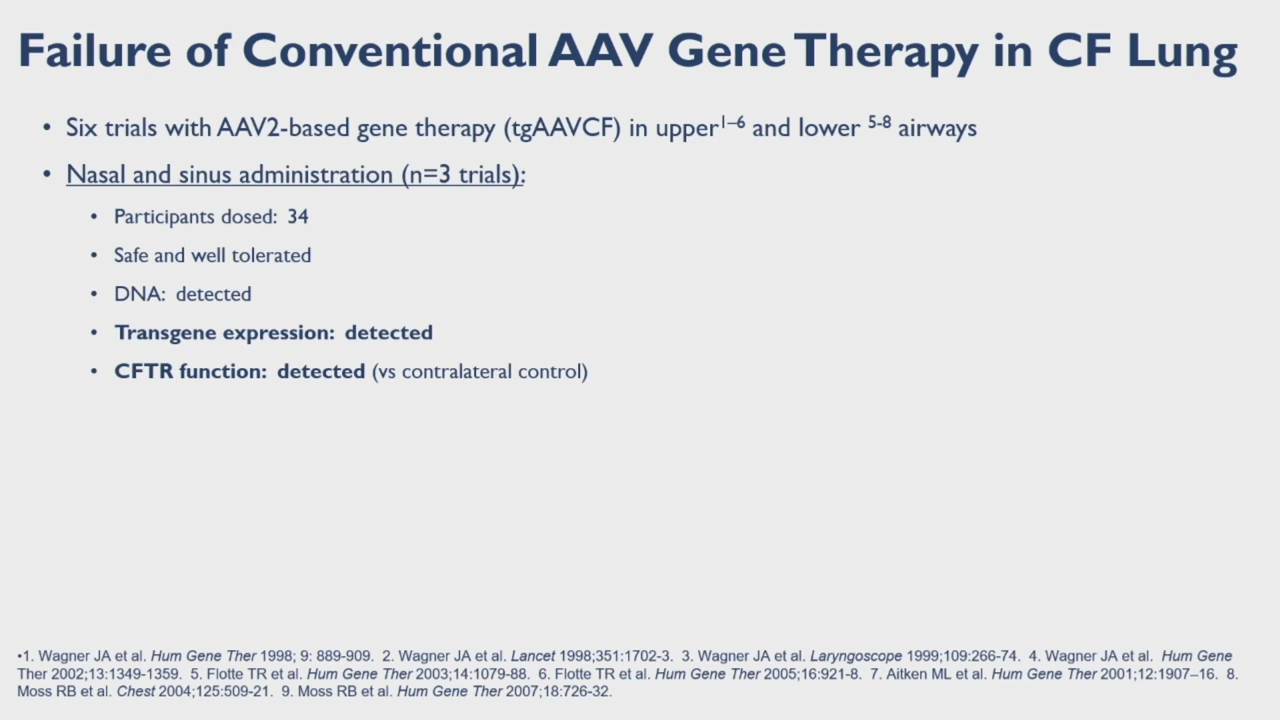 Failure of Conventional AAV Gene Therapy in CF Lung
• Six trials with AAV2-based gene therapy (tgAAVCF) in upper1–6 and lower 5-8 airways
• Nasal and sinus administration (n=3 trials):
• Participants dosed: 34
• Safe and well tolerated
• DNA: detected
• Transgene expression: detected
• CFTR function: detected (vs contralateral control)
•1. Wagner JA et al. Hum Gene Ther 1998; 9: 889-909. 2. Wagner JA et al. Lancet 1998;351:1702-3. 3. Wagner JA et al. Laryngoscope 1999;109:266-74. 4. Wagner JA et al. Hum Gene
Ther 2002;13:1349-1359. 5. Flotte TR et al. Hum Gene Ther 2003;14:1079-88. 6. Flotte TR et al. Hum Gene Ther 2005;16:921-8. 7. Aitken ML et al. Hum Gene Ther 2001;12:1907–16. 8.
Moss RB et al. Chest 2004;125:509-21. 9. Moss RB et al. Hum Gene Ther 2007;18:726-32.